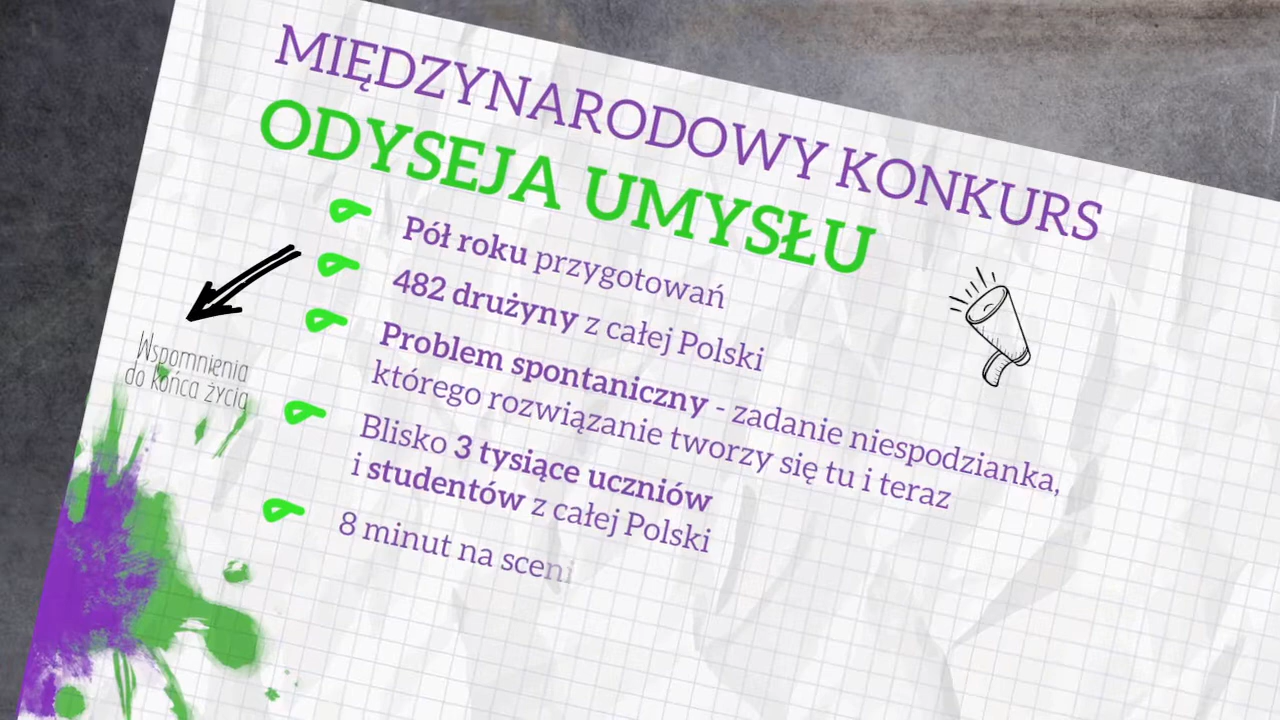 MIĘDZYNARODOWY KONKURS
ODYSEJA UMYSŁU
Pół roku przygotowań
482 drużyny z całej Polski
Problem spontaniczny - zadanie niespodzianka,
którego rozwiązanie tworzy się tu i teraz
Blisko 3 tysiące uczniów
i studentów z całej Polski
8 minut na sceni
Wspomnienia
do końca życia